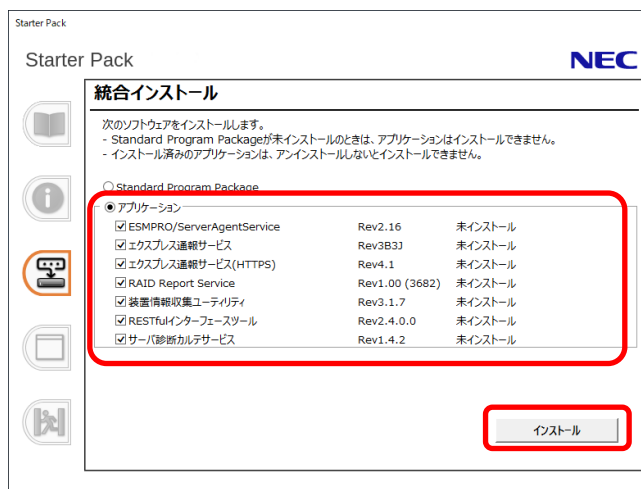 Starter Pack
Starter Pack
NEC
統合インストール
次のソフトウェアをインストールします。
- Standard Program Packageが未インストールのときは、アプリケーションはインストールできません。
- インストール済みのアプリケーションは、アンインストールしないとインストールできません。
Standard Program Package
アプリケーション
ESMPRO/ServerAgentService Rev2.16 未インストール
エクスプレス通報サービス Rev3B3J 未インストール
エクスプレス通報サービス(HTTPS) Rev4.1 未インストール
RAID Report Service Rev1.00 (3682) 未インストール
装置情報収集ユーティリティ Rev3.1.7 未インストール
RESTfulインターフェースツール Rev2.4.0.0 未インストール
サーバ診断カルテサービス Rev1.4.2 未インストール
インストール